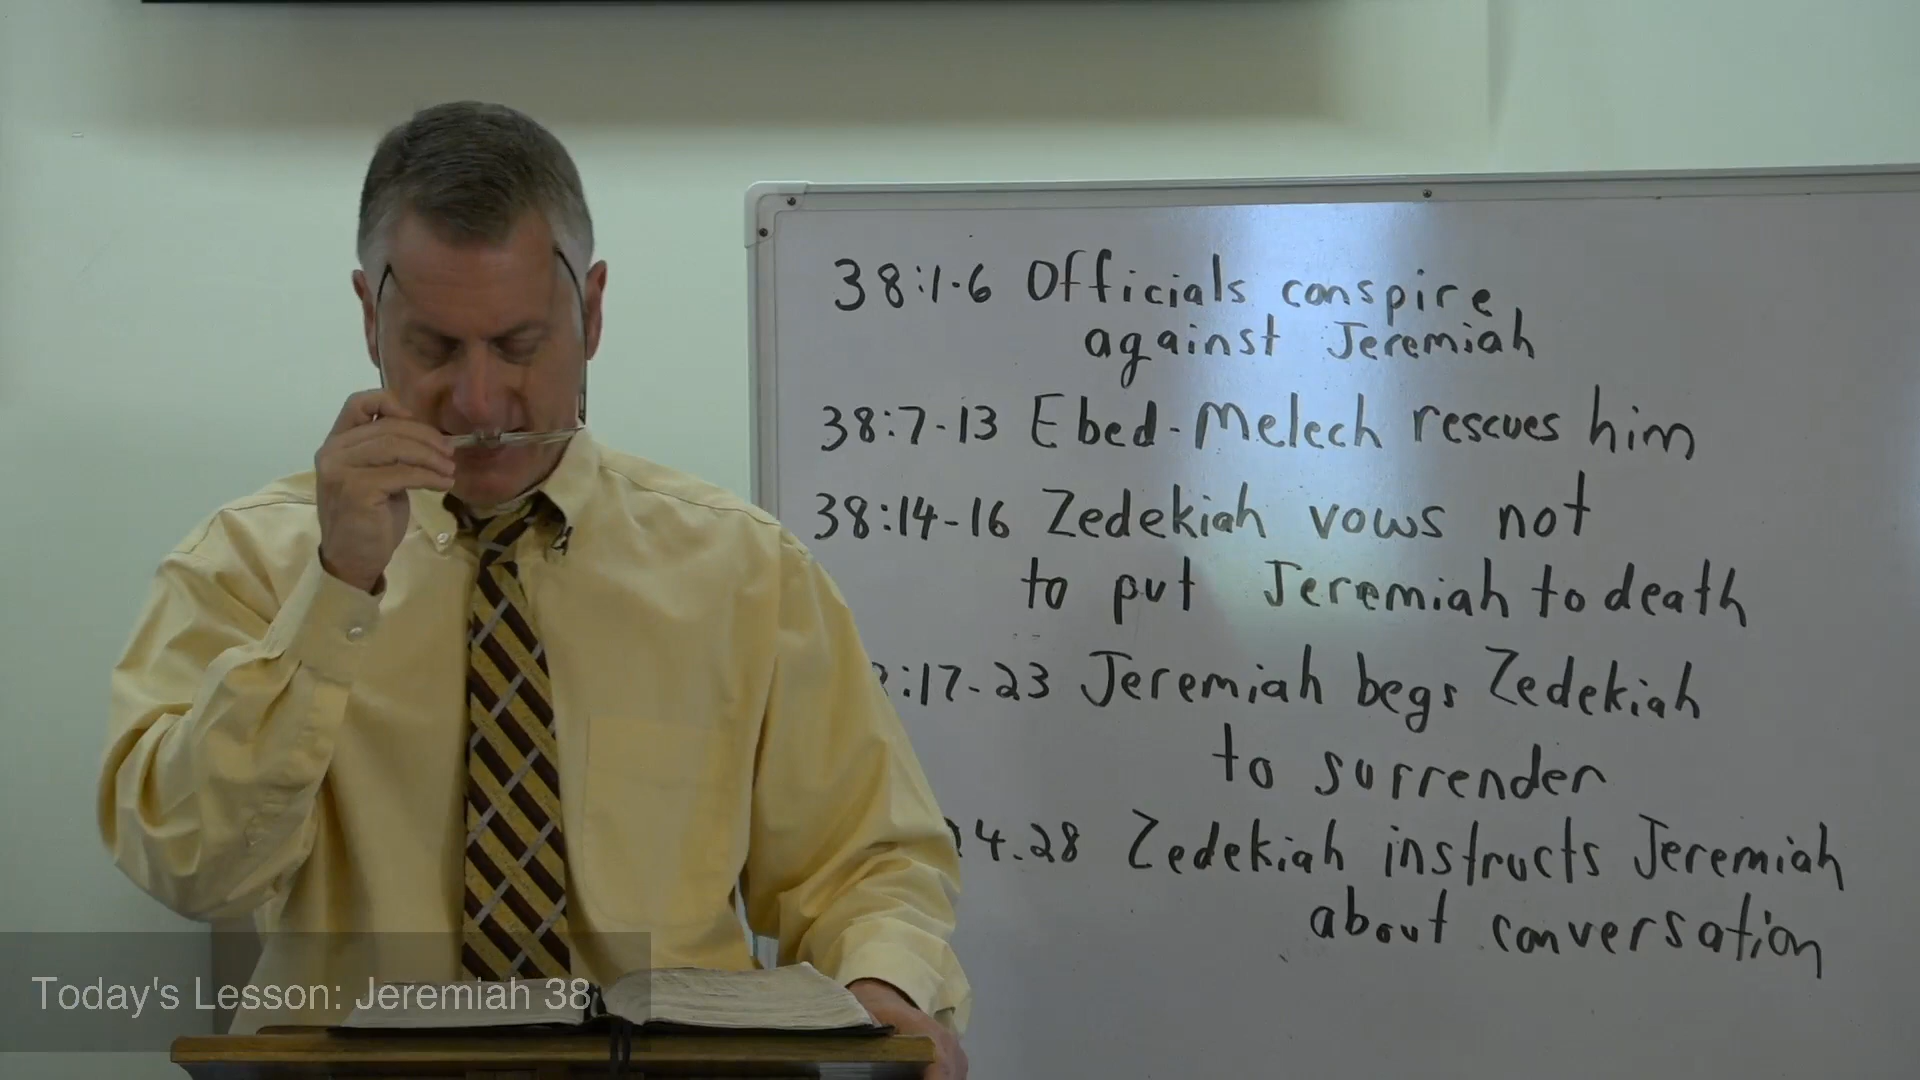 38:1-6 Officials conspire
against Jeremiah
38:7-13 Ebed-Melech rescues him
38:14-16 Zedekiah vows not
to put Jeremiah to death
:17-23 Jeremiah begs Zedekiah
to surrender
24-28 Zedekiah instructs Jeremiah
about conversation
Today's Lesson: Jeremiah 38